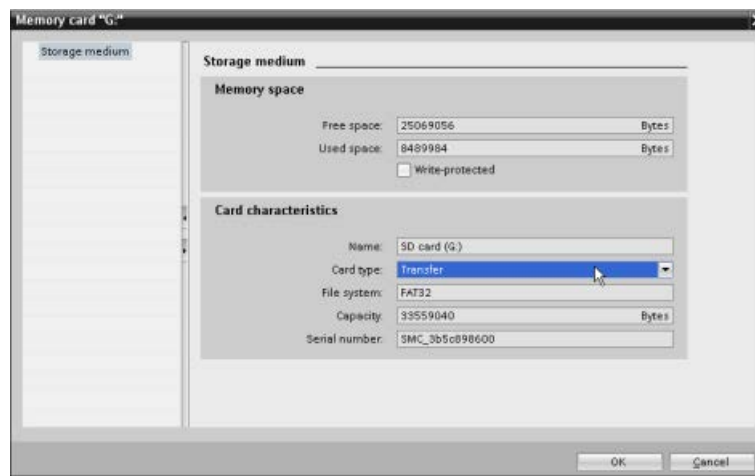 Memory card "G:"
Storage medium
Storage medium
Memory space
Free space: 25069056 Bytes
Used space: 8489984 Bytes
Write-protected
Card characteristics
Name: SD card (G:)
Card type: Transfer
File system: FAT32
Capacity: 33559040 Bytes
Serial number: SMC_3b5c898600
OK Cancel